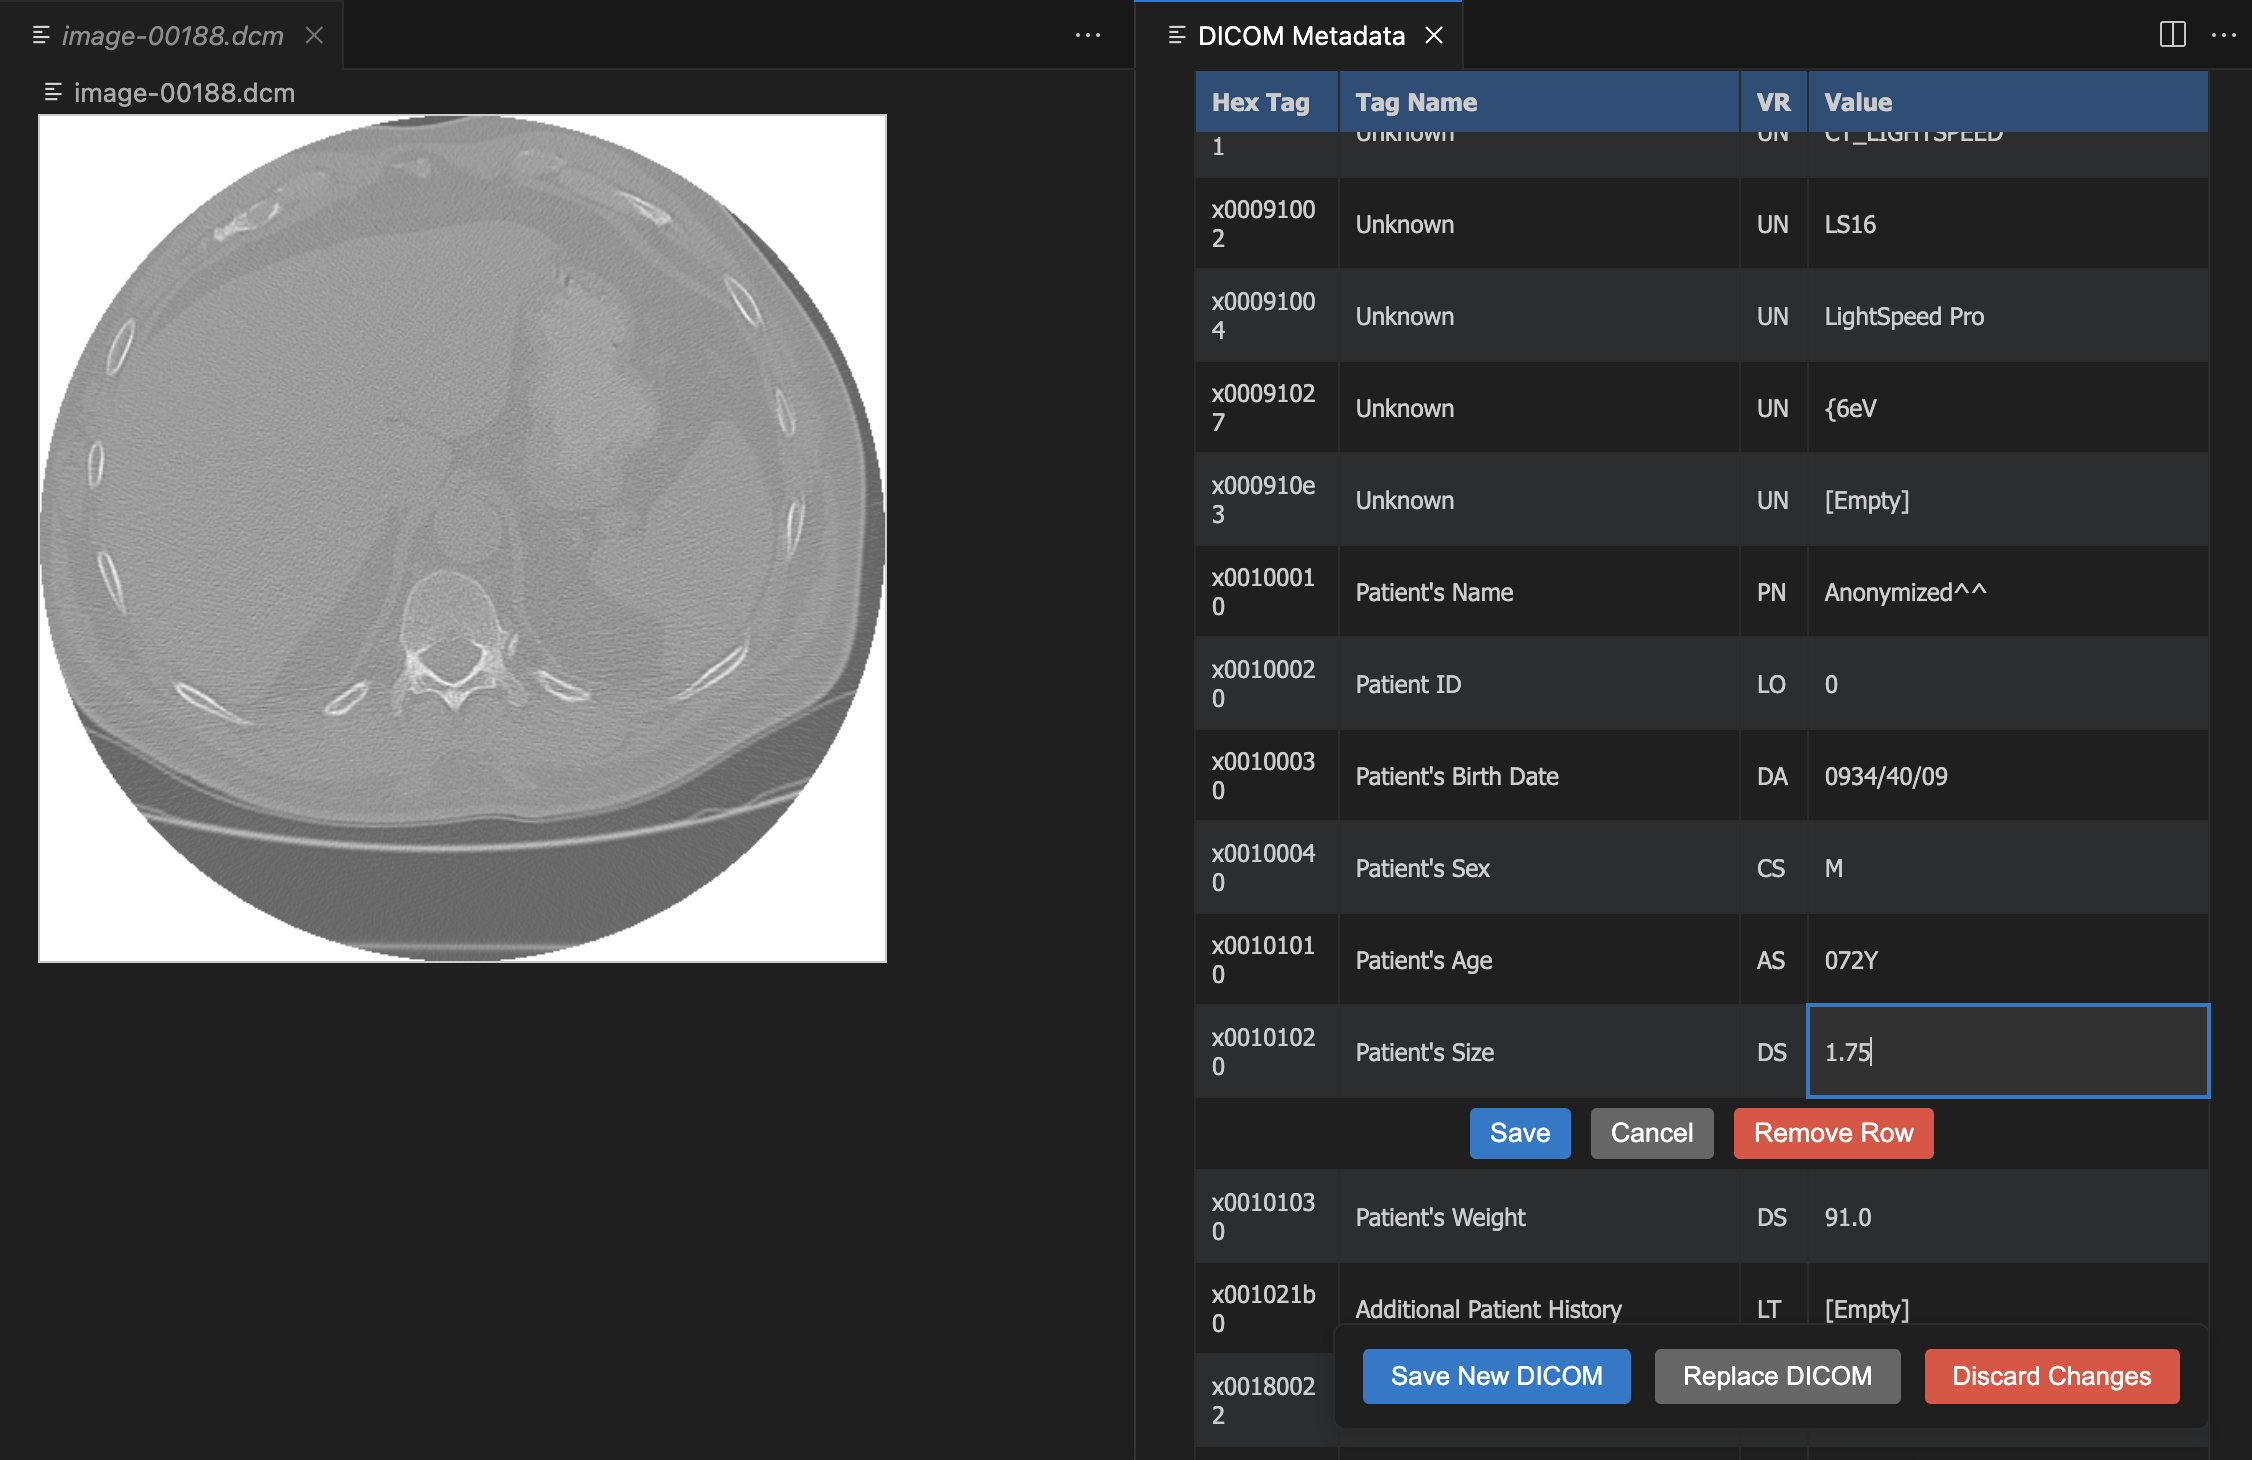 image-00188.dcm
DICOM Metadata
image-00188.dcm
Hex Tag Tag Name VR Value
1 Unknown UN CT_LIGHTSPEED
x00091002 Unknown UN LS16
x00091004 Unknown UN LightSpeed Pro
x00091027 Unknown UN {6eV
x000910e3 Unknown UN [Empty]
x00100010 Patient's Name PN Anonymized^^
x00100020 Patient ID LO 0
x00100030 Patient's Birth Date DA 0934/40/09
x00100040 Patient's Sex CS M
x00101010 Patient's Age AS 072Y
x00101020 Patient's Size DS 1.75
Save Cancel Remove Row
x00101030 Patient's Weight DS 91.0
x001021b0 Additional Patient History LT [Empty]
x00180022
Save New DICOM Replace DICOM Discard Changes